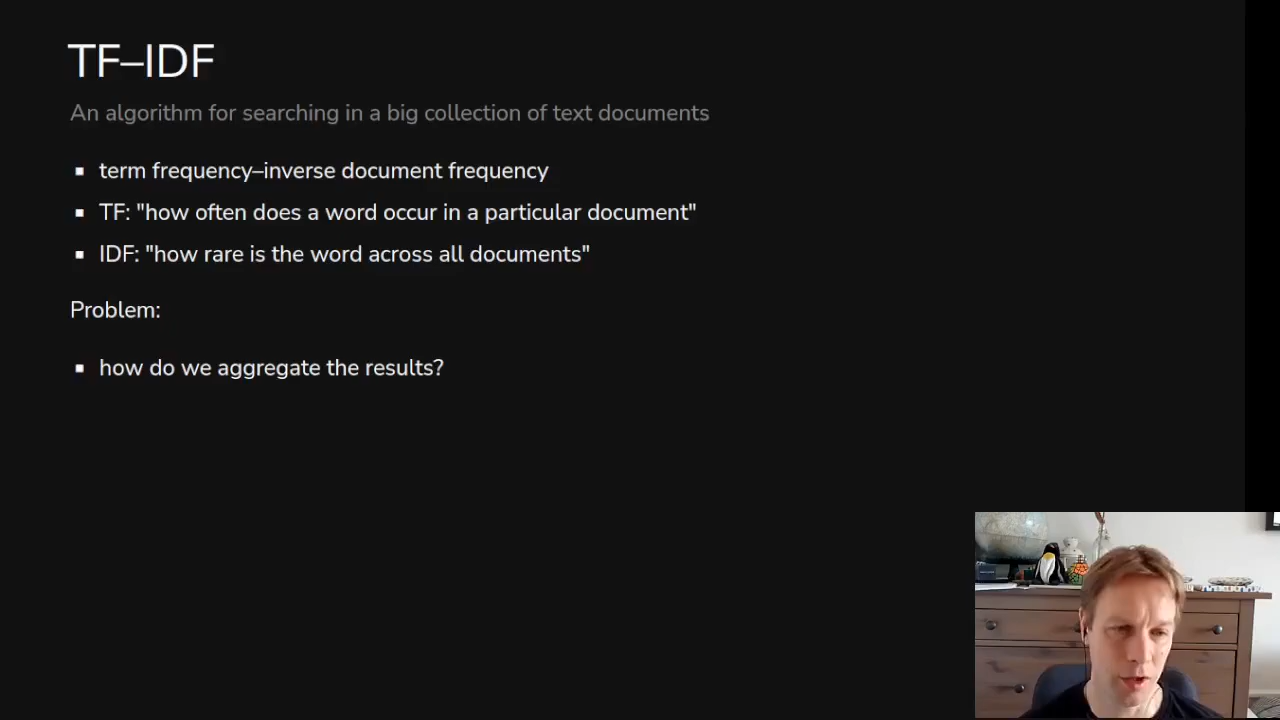 TF–IDF
An algorithm for searching in a big collection of text documents
▪ term frequency–inverse document frequency
▪ TF: "how often does a word occur in a particular document"
▪ IDF: "how rare is the word across all documents"
Problem:
▪ how do we aggregate the results?